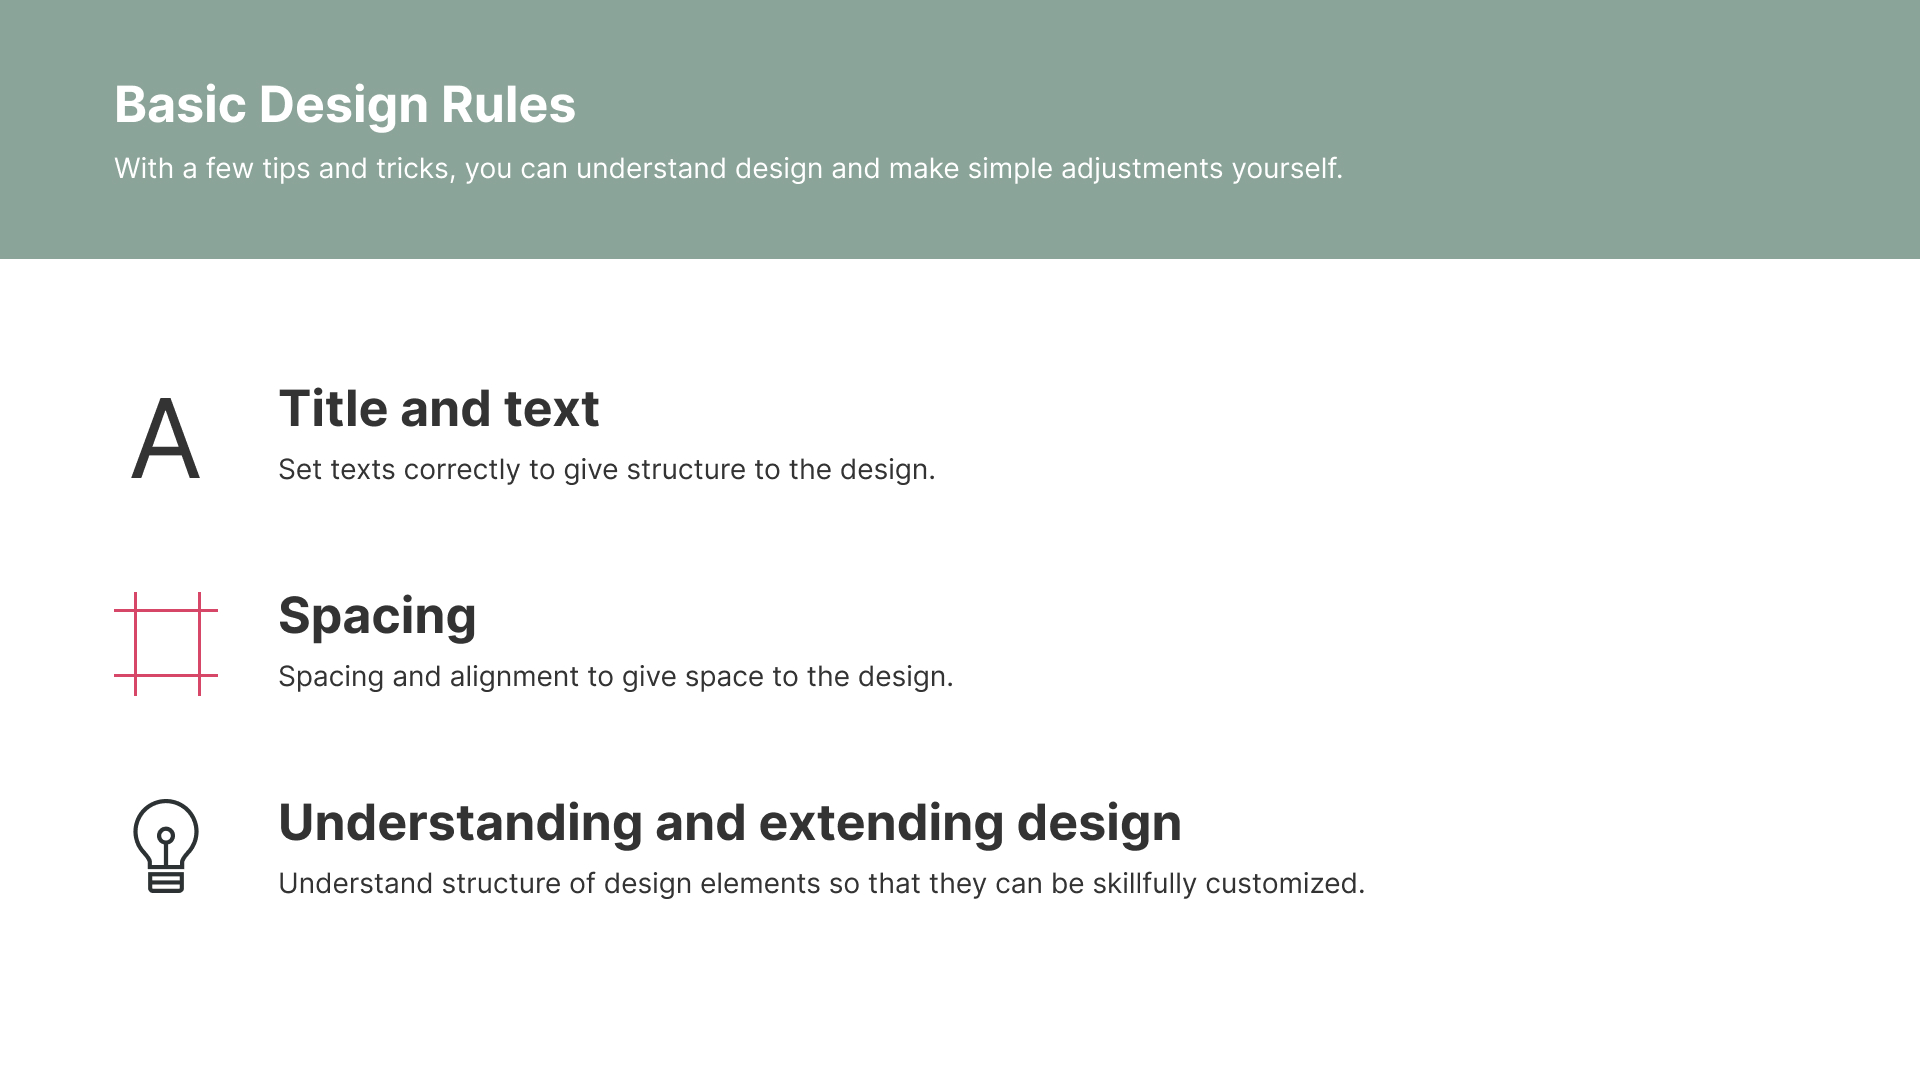 Basic Design Rules
With a few tips and tricks, you can understand design and make simple adjustments yourself.
A
Title and text
Set texts correctly to give structure to the design.
Spacing
Spacing and alignment to give space to the design.
Understanding and extending design
Understand structure of design elements so that they can be skillfully customized.